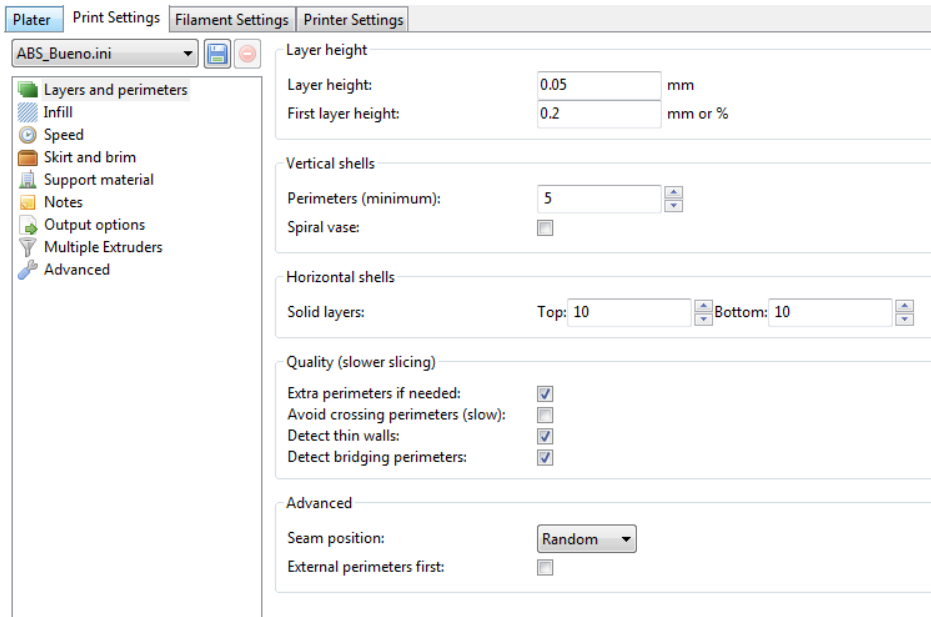 Plater Print Settings Filament Settings Printer Settings
ABS_Bueno.ini
Layers and perimeters
Infill
Speed
Skirt and brim
Support material
Notes
Output options
Multiple Extruders
Advanced
Layer height
Layer height: 0.05 mm
First layer height: 0.2 mm or %
Vertical shells
Perimeters (minimum): 5
Spiral vase:
Horizontal shells
Solid layers: Top: 10 Bottom: 10
Quality (slower slicing)
Extra perimeters if needed:
Avoid crossing perimeters (slow):
Detect thin walls:
Detect bridging perimeters:
Advanced
Seam position: Random
External perimeters first: